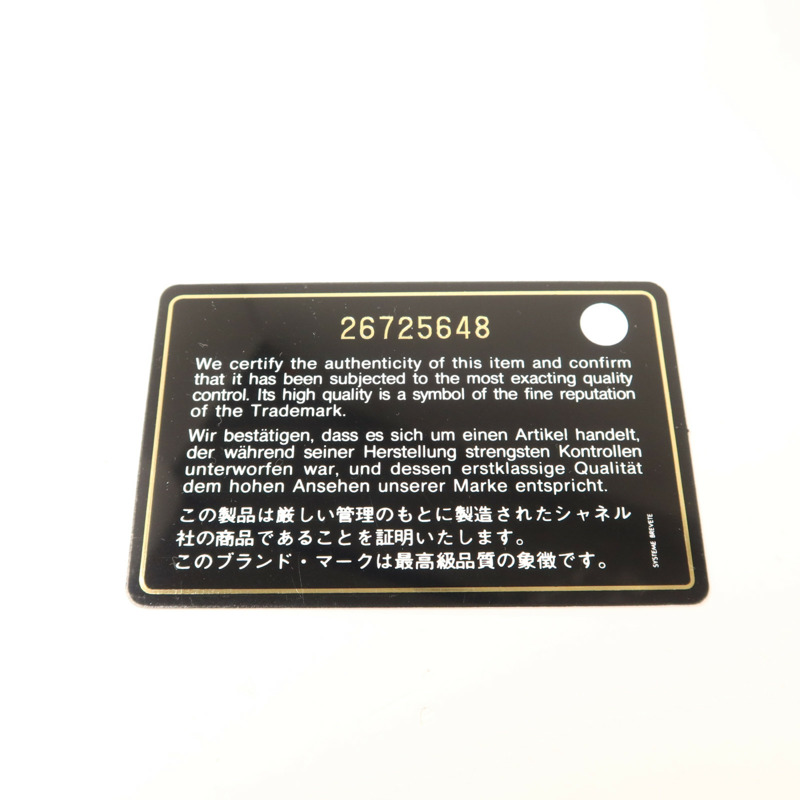 26725648
We certify the authenticity of this item and confirm
that it has been subjected to the most exacting quality
control. Its high quality is a symbol of the fine reputation
of the Trademark.
Wir bestätigen, dass es sich um einen Artikel handelt,
der während seiner Herstellung strengsten Kontrollen
unterworfen war, und dessen erstklassige Qualität
dem hohen Ansehen unserer Marke entspricht.
この製品は厳しい管理のもとに製造されたシャネル
社の商品であることを証明いたします。
このブランド・マークは最高級品質の象徴です。
SYSTEME BREVETE